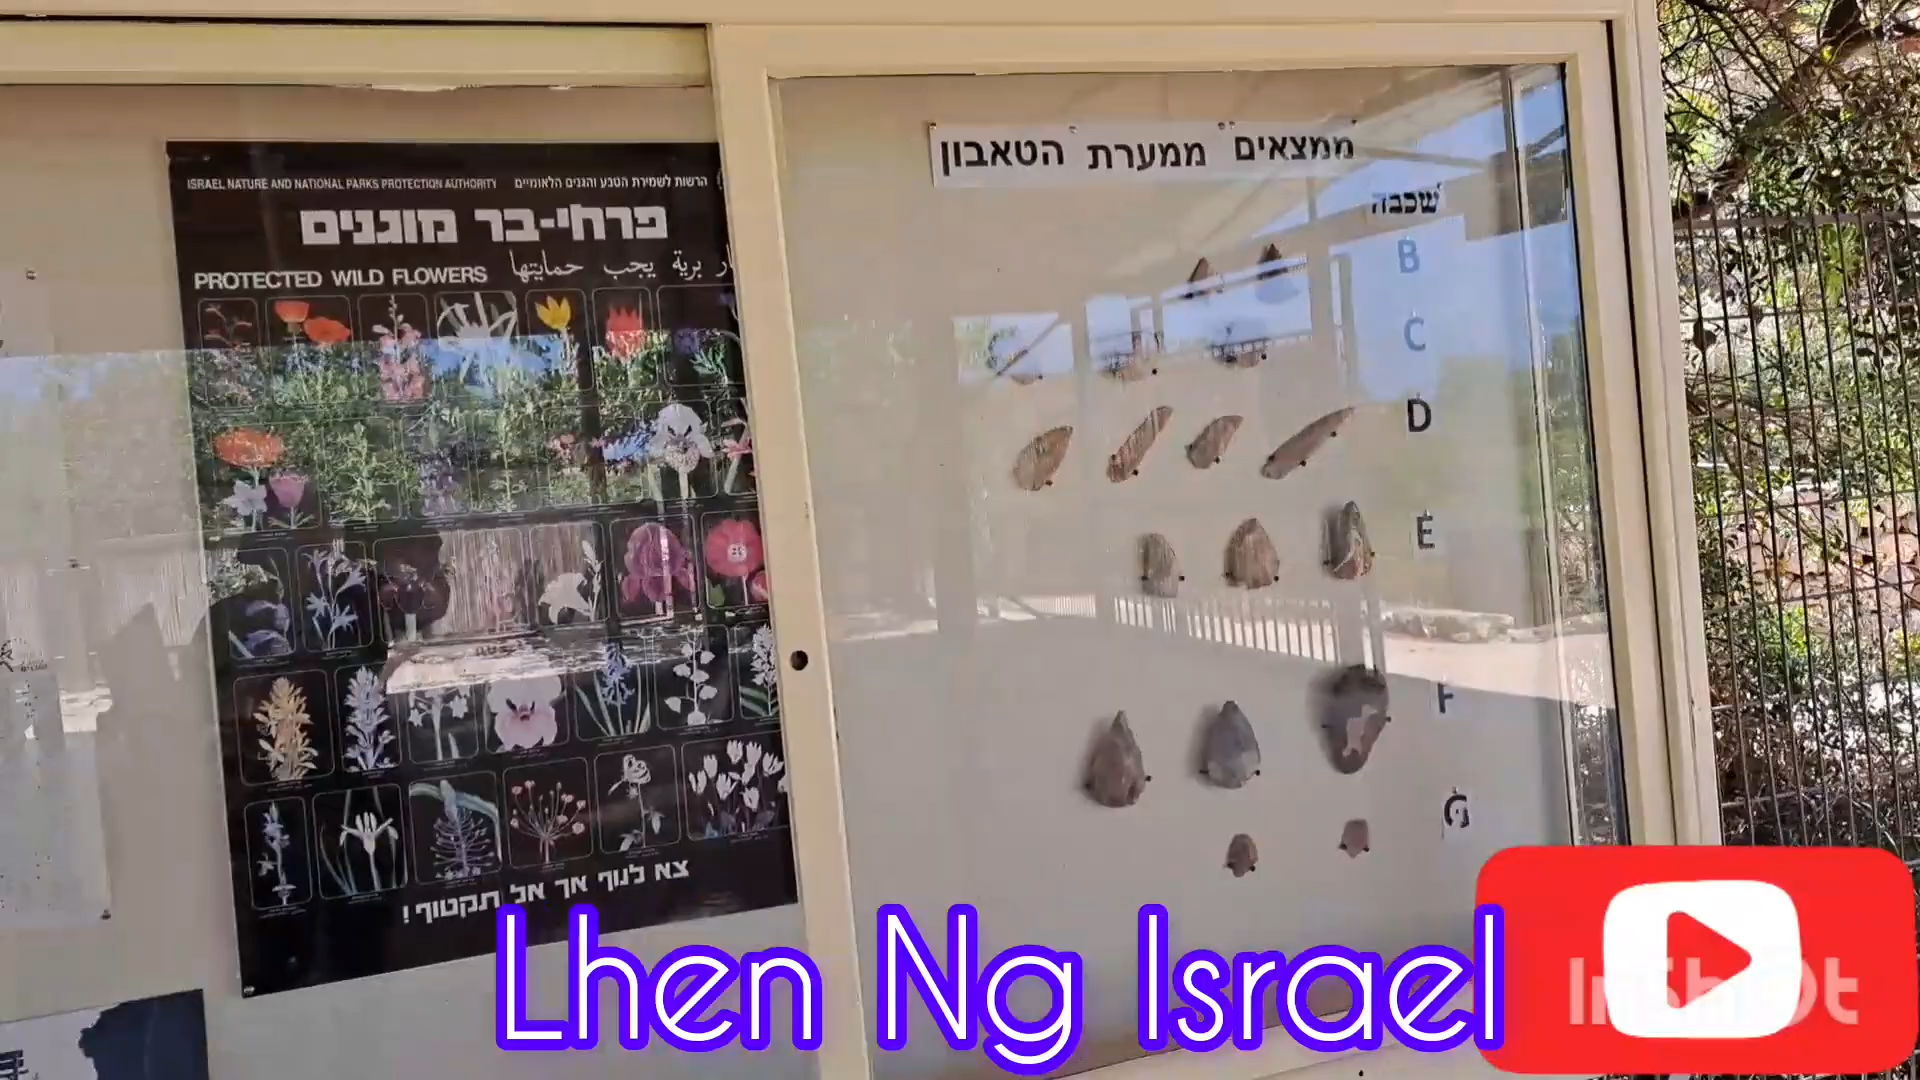 ISRAEL NATURE AND NATIONAL PARKS PROTECTION AUTHORITY הרשות לשמירת הטבע והגנים הלאומיים
פרחי-בר מוגנים
PROTECTED WILD FLOWERS برية يجب حمايتها
צא לנוף אך אל תקטוף!
ממצאים ממערת הטאבון
שכבה
B
C
D
E
F
G
Lhen Ng Israel
InShOt